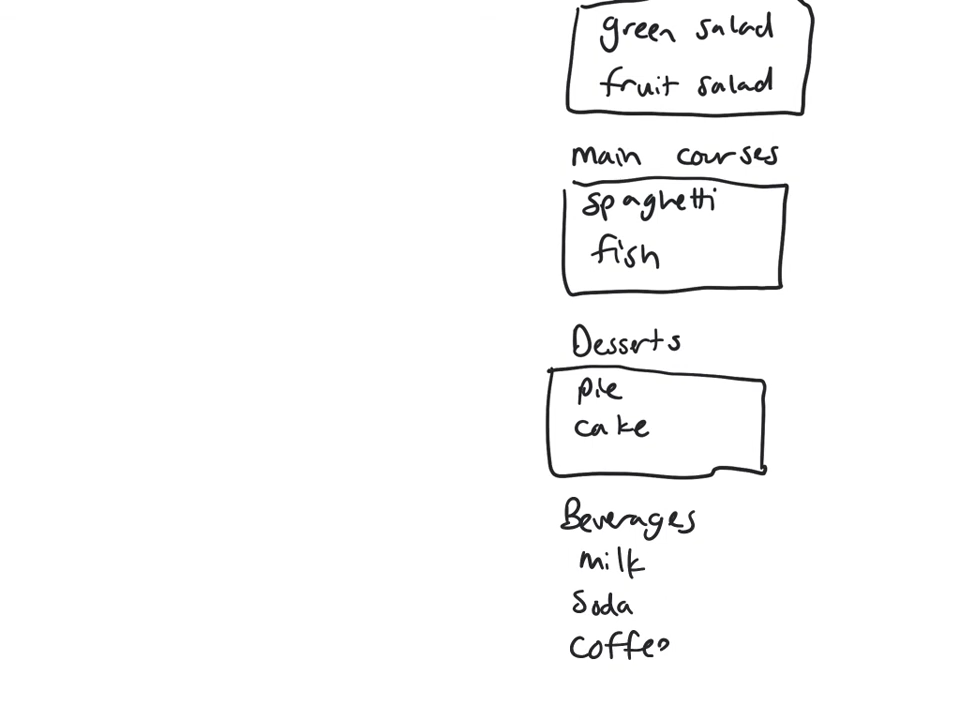 green salad
fruit salad
main courses
spaghetti
fish
Desserts
pie
cake
Beverages
milk
soda
coffee